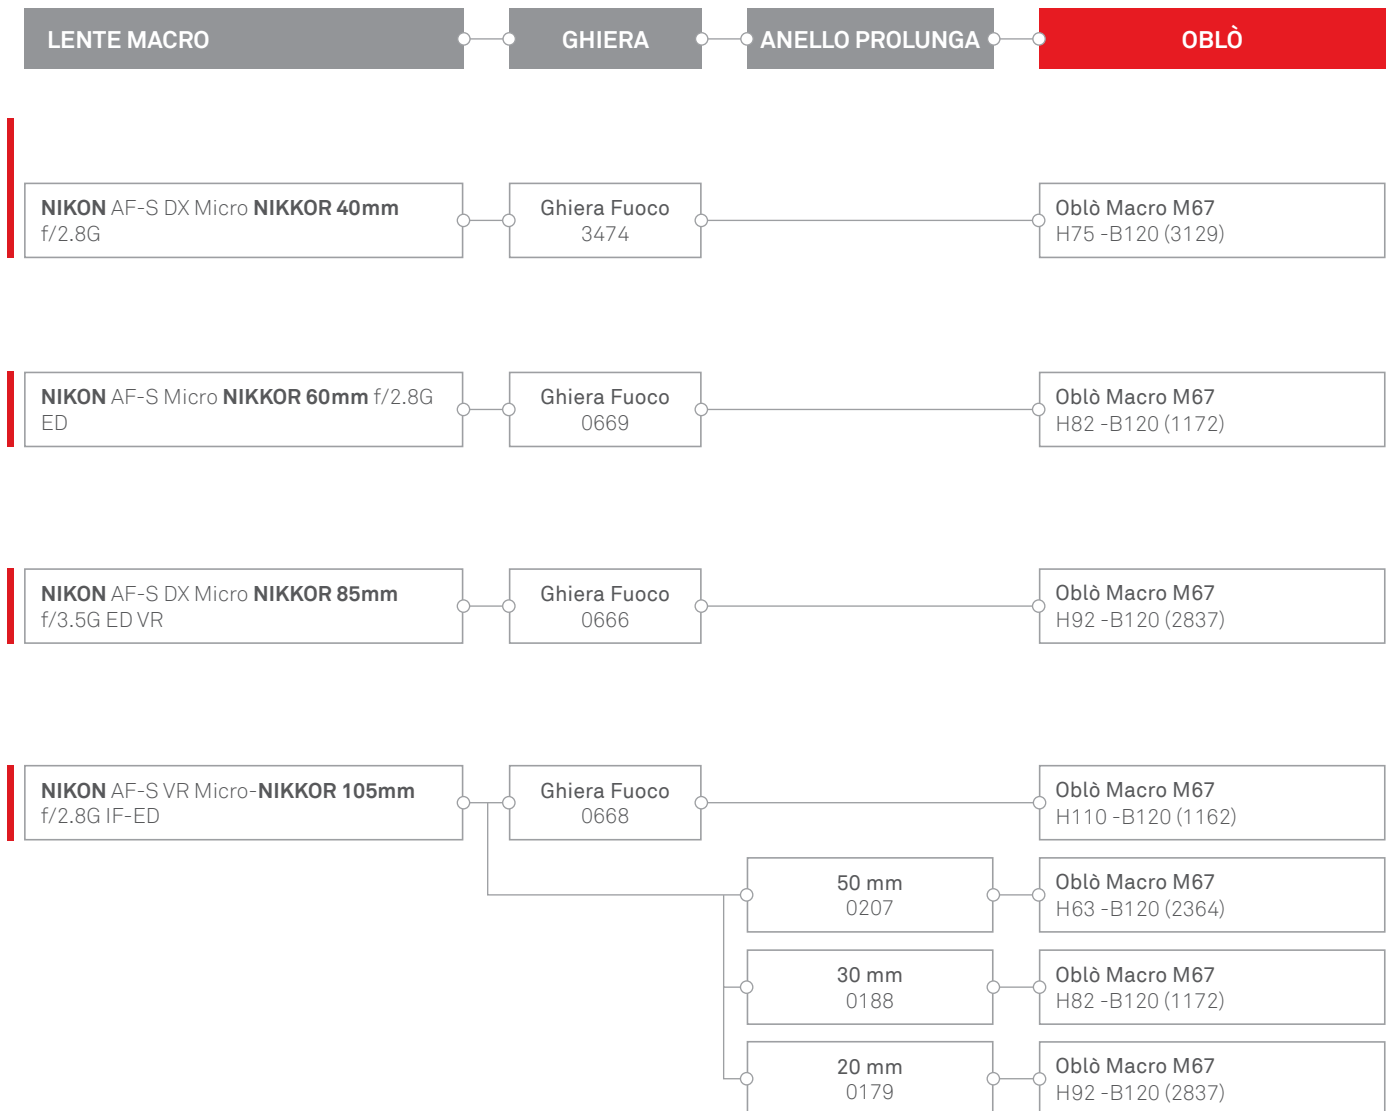 LENTE MACRO GHIERA ANELLO PROLUNGA OBLÒ
NIKON AF-S DX Micro NIKKOR 40mm
f/2.8G
Ghiera Fuoco
3474
Oblò Macro M67
H75 -B120 (3129)
NIKON AF-S Micro NIKKOR 60mm f/2.8G
ED
Ghiera Fuoco
0669
Oblò Macro M67
H82 -B120 (1172)
NIKON AF-S DX Micro NIKKOR 85mm
f/3.5G ED VR
Ghiera Fuoco
0666
Oblò Macro M67
H92 -B120 (2837)
NIKON AF-S VR Micro-NIKKOR 105mm
f/2.8G IF-ED
Ghiera Fuoco
0668
Oblò Macro M67
H110 -B120 (1162)
50 mm
0207
Oblò Macro M67
H63 -B120 (2364)
30 mm
0188
Oblò Macro M67
H82 -B120 (1172)
20 mm
0179
Oblò Macro M67
H92 -B120 (2837)